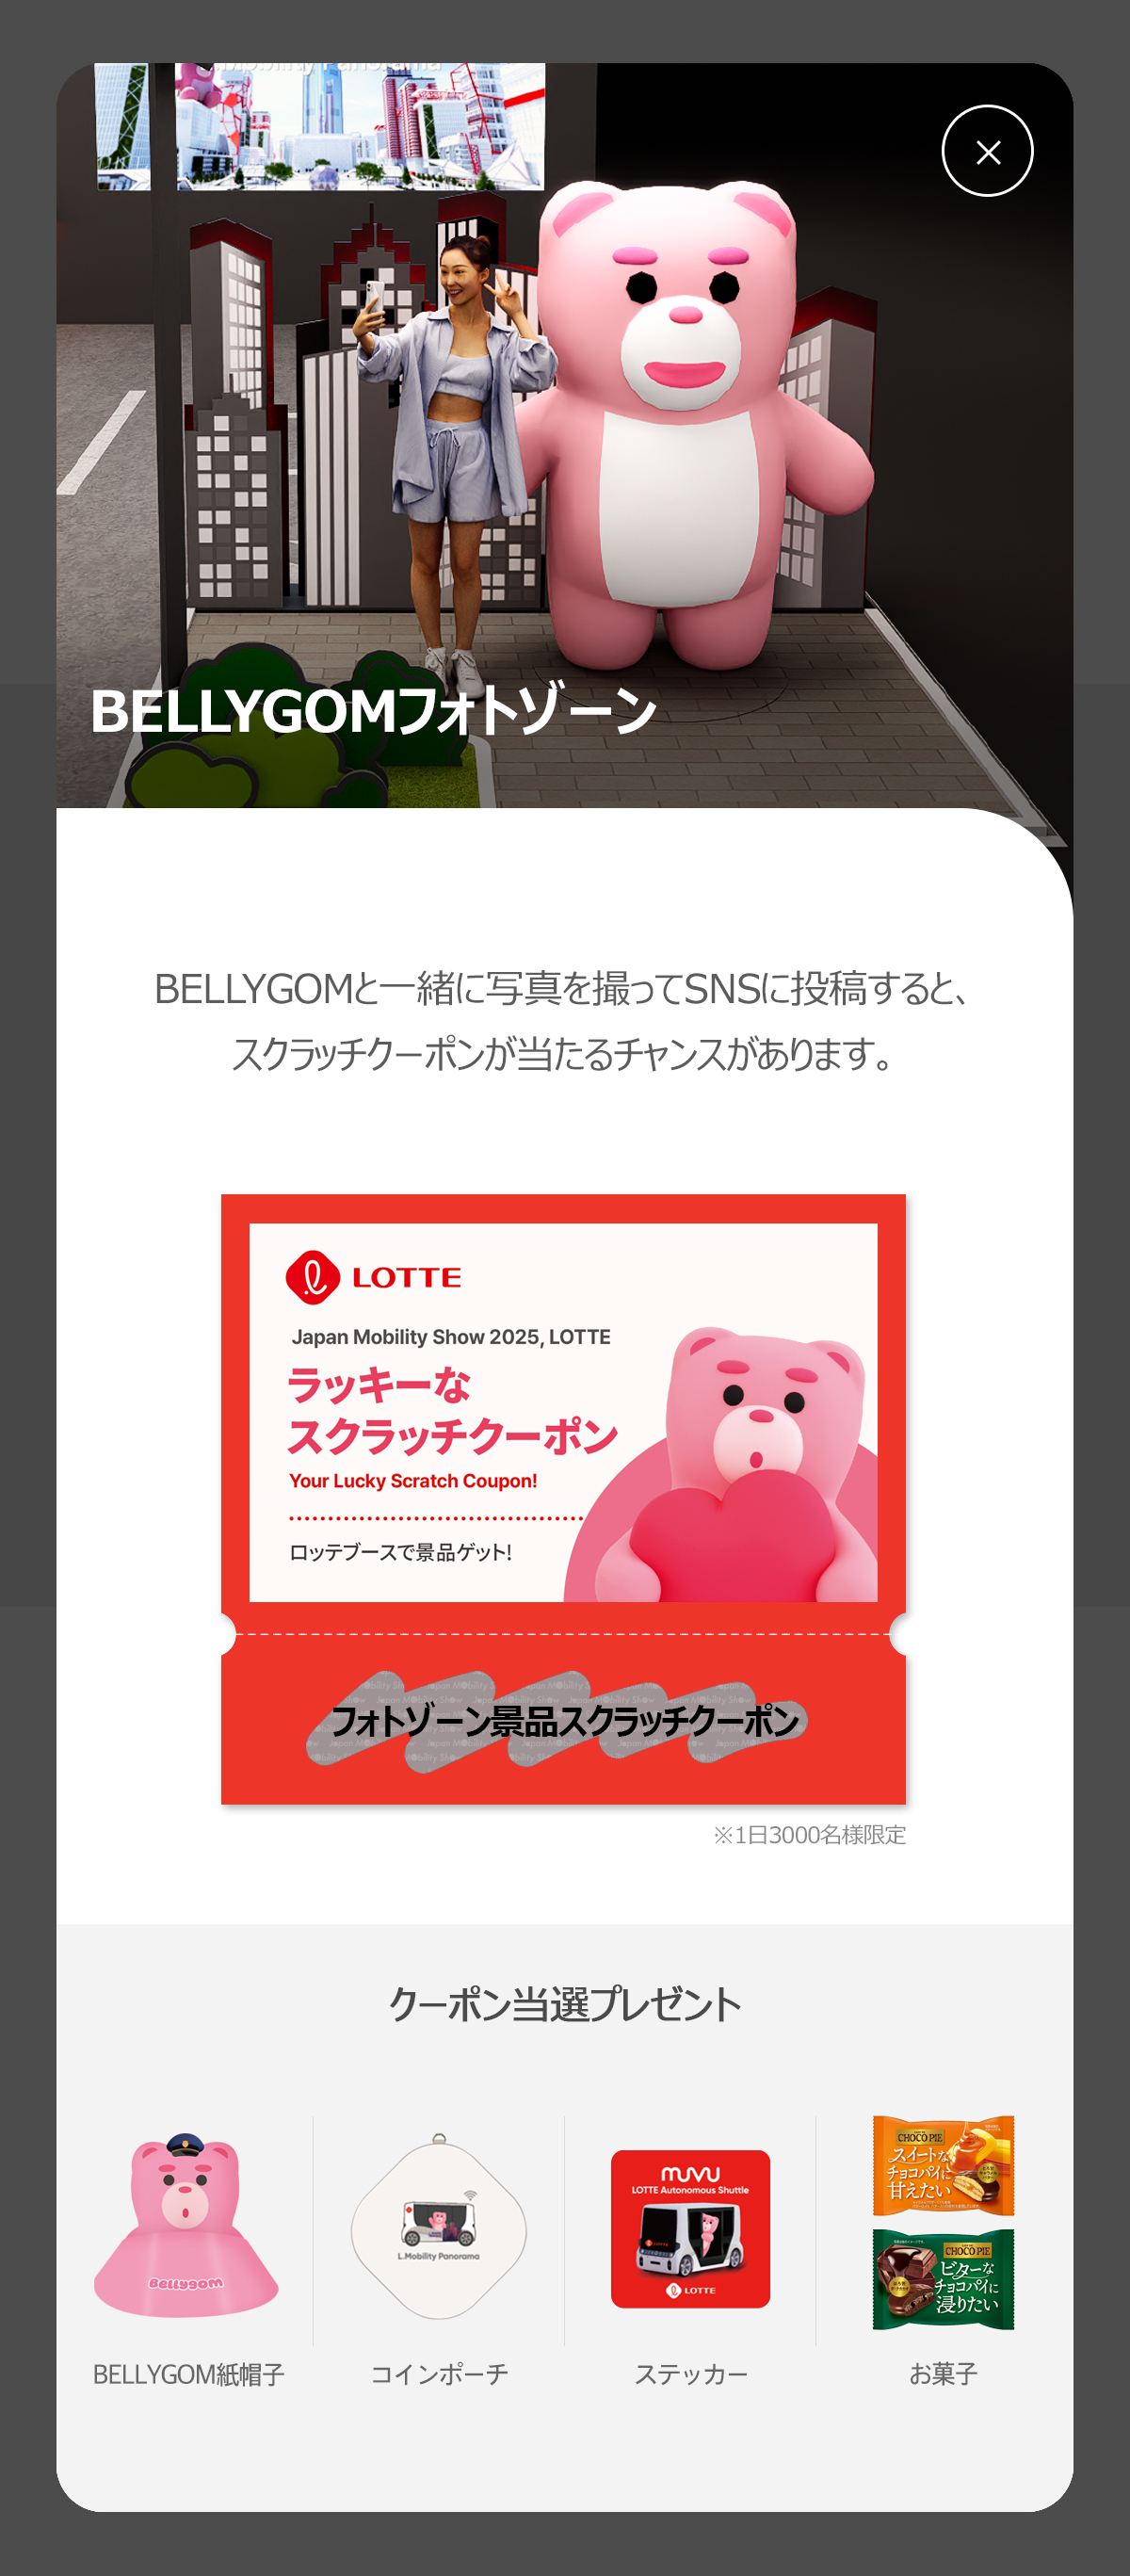 L.Mobility Panorama
BELLYGOMフォトゾーン
BELLYGOMと一緒に写真を撮ってSNSに投稿すると、
スクラッチクーポンが当たるチャンスがあります。
LOTTE
Japan Mobility Show 2025, LOTTE
ラッキーな
スクラッチクーポン
Your Lucky Scratch Coupon!
ロッテブースで景品ゲット!
フォトゾーン景品スクラッチクーポン
※1日3000名様限定
クーポン当選プレゼント
Bellygom
BELLYGOM紙帽子
L.Mobility Panorama
コインポーチ
muvu
LOTTE Autonomous Shuttle
LOTTE
LOTTE
ステッカー
CHOCO PIE
スイートな
チョコパイに
甘えたい
CHOCO PIE
ビターな
チョコパイに
浸りたい
お菓子